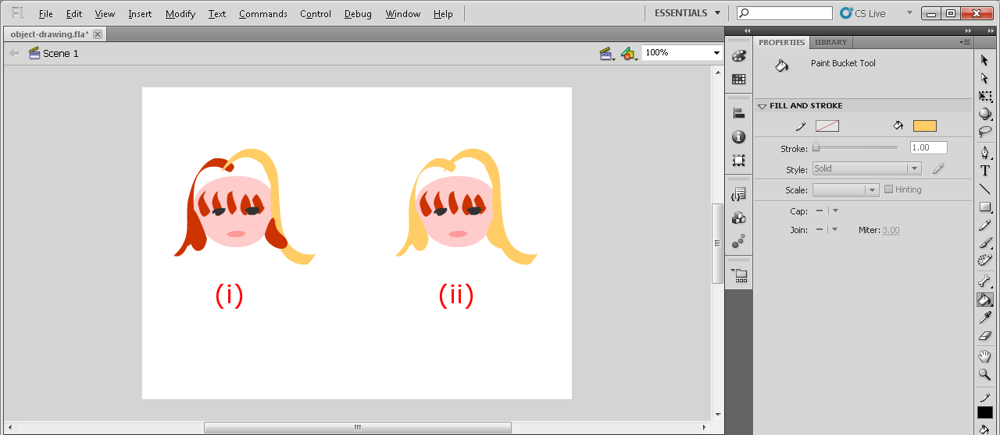 Fl File Edit View Insert Modify Text Commands Control Debug Window Help ESSENTIALS CS Live
object-drawing.fla*
Scene 1 100%
PROPERTIES LIBRARY
Paint Bucket Tool
FILL AND STROKE
Stroke: 1.00
Style: Solid
Scale: Hinting
Cap:
Join: Miter: 3.00
(i) (ii)